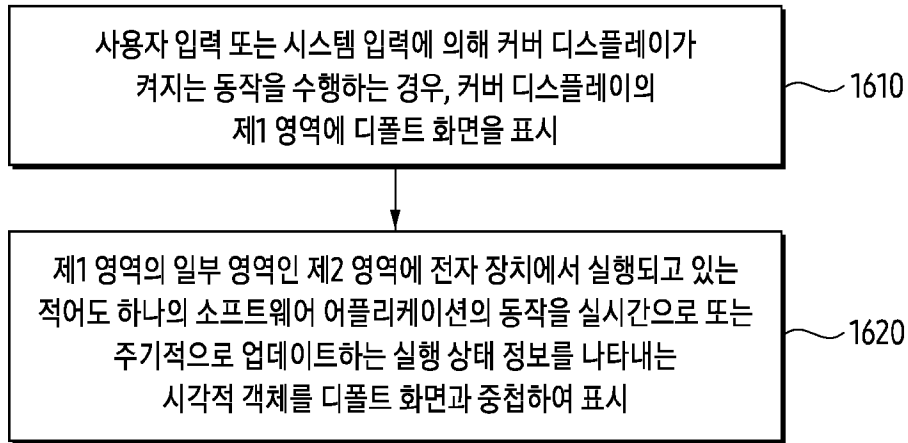 사용자 입력 또는 시스템 입력에 의해 커버 디스플레이가
켜지는 동작을 수행하는 경우, 커버 디스플레이의
제1 영역에 디폴트 화면을 표시
1610
제1 영역의 일부 영역인 제2 영역에 전자 장치에서 실행되고 있는
적어도 하나의 소프트웨어 어플리케이션의 동작을 실시간으로 또는
주기적으로 업데이트하는 실행 상태 정보를 나타내는
시각적 객체를 디폴트 화면과 중첩하여 표시
1620